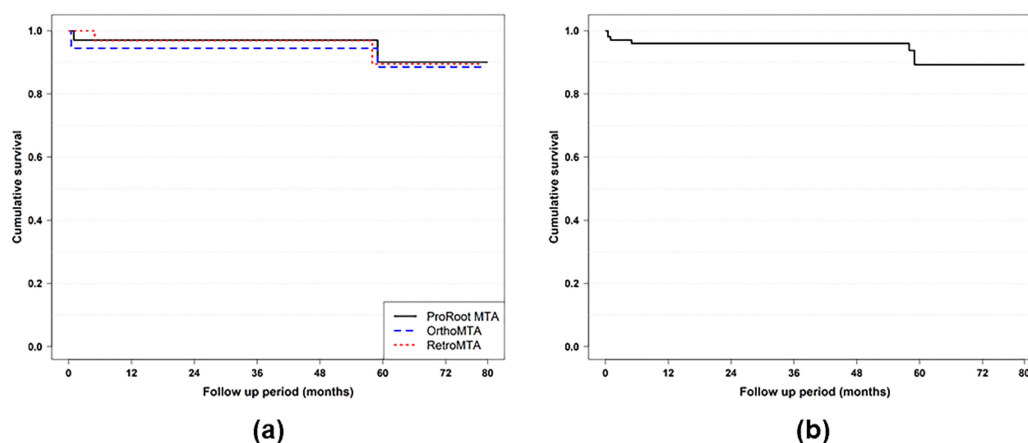 1.0
0.8
0.6
0.4
0.2
0.0
Cumulative survival
0 12 24 36 48 60 72 80
Follow up period (months)
ProRoot MTA
OrthoMTA
RetroMTA
(a)
1.0
0.8
0.6
0.4
0.2
0.0
Cumulative survival
0 12 24 36 48 60 72 80
Follow up period (months)
(b)